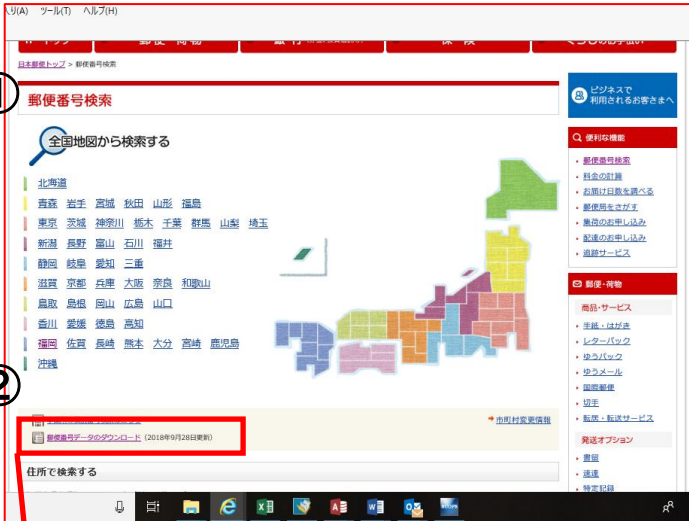 入り(A) ツール(T) ヘルプ(H)
日本郵便トップ > 郵便番号検索
①
郵便番号検索
全国地図から検索する
北海道
青森 岩手 宮城 秋田 山形 福島
東京 茨城 神奈川 栃木 千葉 群馬 山梨 埼玉
新潟 長野 富山 石川 福井
静岡 岐阜 愛知 三重
滋賀 京都 兵庫 大阪 奈良 和歌山
鳥取 島根 岡山 広島 山口
香川 愛媛 徳島 高知
福岡 佐賀 長崎 熊本 大分 宮崎 鹿児島
沖縄
②
市町村変更情報
郵便番号データのダウンロード (2018年9月28日更新)
住所で検索する
ビジネスで
利用されるお客さまへ
便利な機能
郵便番号検索
料金の計算
お届け日数を調べる
郵便局をさがす
集荷のお申し込み
配達のお申し込み
追跡サービス
郵便・荷物
商品・サービス
手紙・はがき
レターパック
ゆうパック
ゆうメール
国際郵便
切手
転居・転送サービス
発送オプション
書留
速達
特定記録